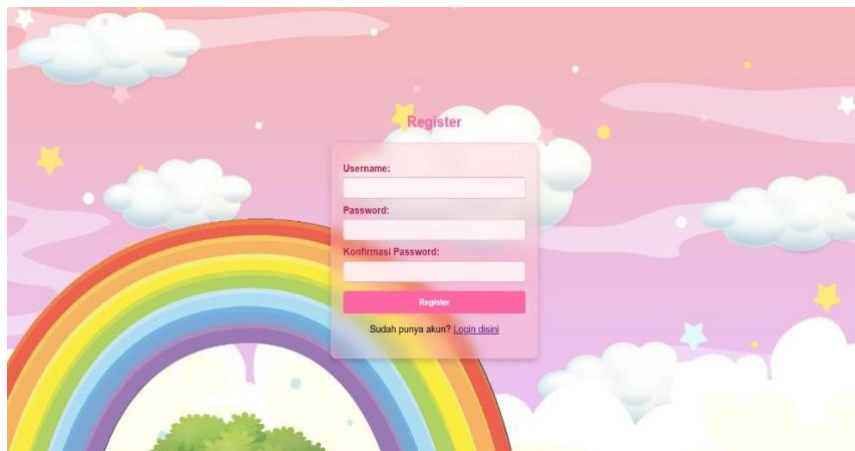 Register
Username:
Password:
Konfirmasi Password:
Register
Sudah punya akun? Login disini